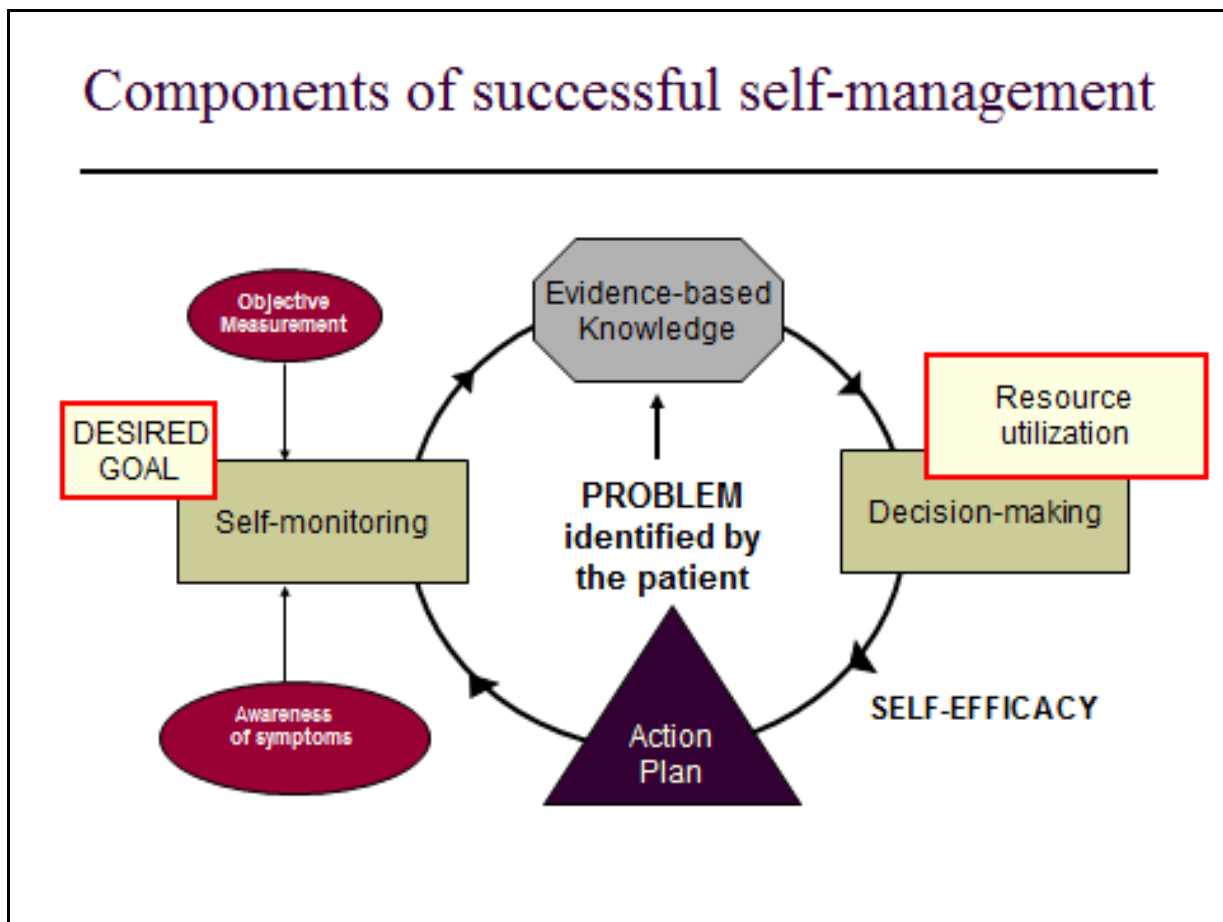 Components of successful self-management
Evidence-based
Knowledge
Objective
Measurement
Resource
utilization
DESIRED
GOAL
Self-monitoring
PROBLEM
identified by
the patient
Decision-making
SELF-EFFICACY
Awareness
of symptoms
Action
Plan